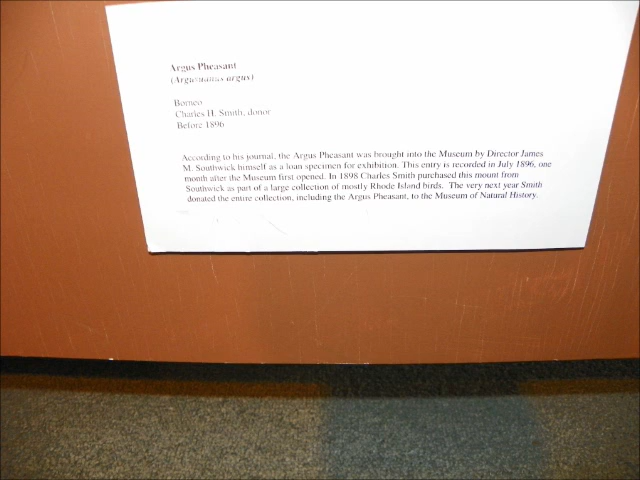 Argus Pheasant
(Argusianus argus)
Borneo
Charles H. Smith, donor
Before 1896
According to his journal, the Argus Pheasant was brought into the Museum by Director James
M. Southwick himself as a loan specimen for exhibition. This entry is recorded in July 1896, one
month after the Museum first opened. In 1898 Charles Smith purchased this mount from
Southwick as part of a large collection of mostly Rhode Island birds. The very next year Smith
donated the entire collection, including the Argus Pheasant, to the Museum of Natural History.